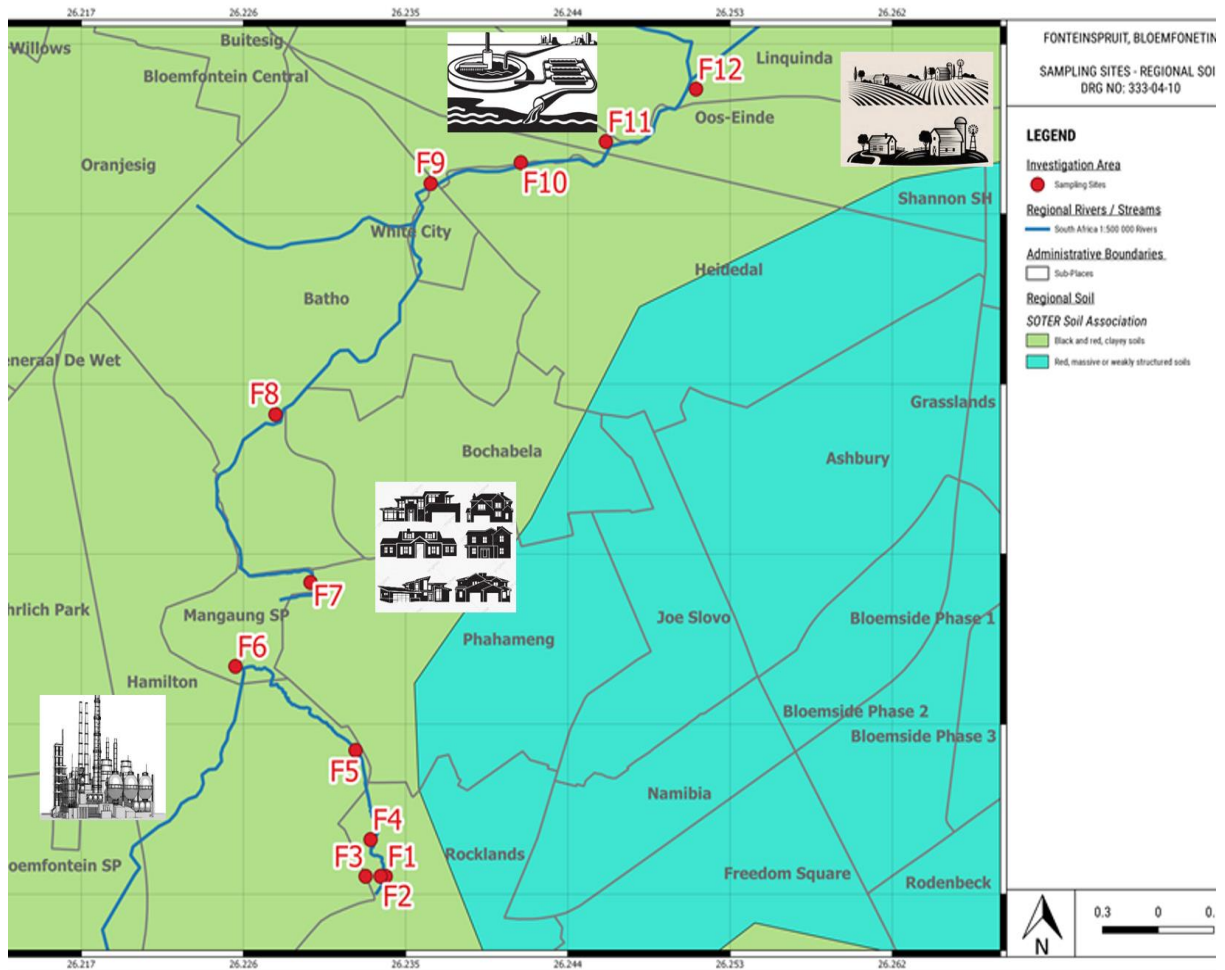 26.217 26.226 26.235 26.244 26.253 26.262
Willows
Buitesig
Bloemfontein Central
Linquinda
F12
Oos-Einde
F11
Oranjesig
F9
F10
Shannon SH
White City
Heidedal
Batho
eneraal De Wet
F8
Grasslands
Bochabela
Ashbury
F7
hrlich Park
Mangaung SP
Joe Slovo
Bloemside Phase 1
F6
Phahameng
Hamilton
Bloemside Phase 2
Bloemside Phase 3
F5
Namibia
F4
F3
F1
Rocklands
oemfontein SP
Freedom Square
Rodenbeck
F2
26.217 26.226 26.235 26.244 26.253 26.262
FONTEINSPRUIT, BLOEMFONETIN
SAMPLING SITES - REGIONAL SOI
DRG NO: 333-04-10
LEGEND
Investigation Area
Sampling Sites
Regional Rivers / Streams
South Africa 1:500 000 Rivers
Administrative Boundaries
Sub-Places
Regional Soil
SOTER Soil Association
Black and red, clayey soils
Red, massive or weakly structured soils
N
0.3 0 0.